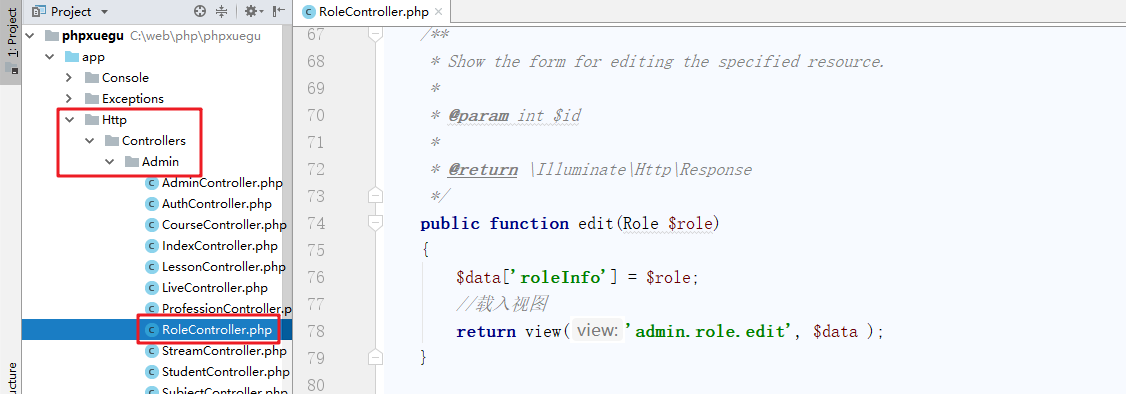 1: Project
ucture
Project
phpxuegu C:\web\php\phpxuegu
app
Console
Exceptions
Http
Controllers
Admin
AdminController.php
AuthController.php
CourseController.php
IndexController.php
LessonController.php
LiveController.php
ProfessionController.p
RoleController.php
StreamController.php
StudentController.php
SubjectController.php
RoleController.php
67 /**
68 * Show the form for editing the specified resource.
69 *
70 * @param int $id
71 *
72 * @return \Illuminate\Http\Response
73 */
74 public function edit(Role $role)
75 {
76 $data['roleInfo'] = $role;
77 //载入视图
78 return view( view: 'admin.role.edit', $data );
79 }
80